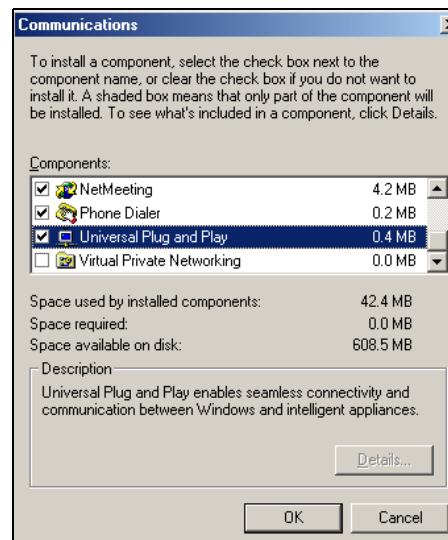 Communications
To install a component, select the check box next to the
component name, or clear the check box if you do not want to
install it. A shaded box means that only part of the component will
be installed. To see what's included in a component, click Details.
Components:
NetMeeting 4.2 MB
Phone Dialer 0.2 MB
Universal Plug and Play 0.4 MB
Virtual Private Networking 0.0 MB
Space used by installed components: 42.4 MB
Space required: 0.0 MB
Space available on disk: 608.5 MB
Description
Universal Plug and Play enables seamless connectivity and
communication between Windows and intelligent appliances.
Details...
OK Cancel